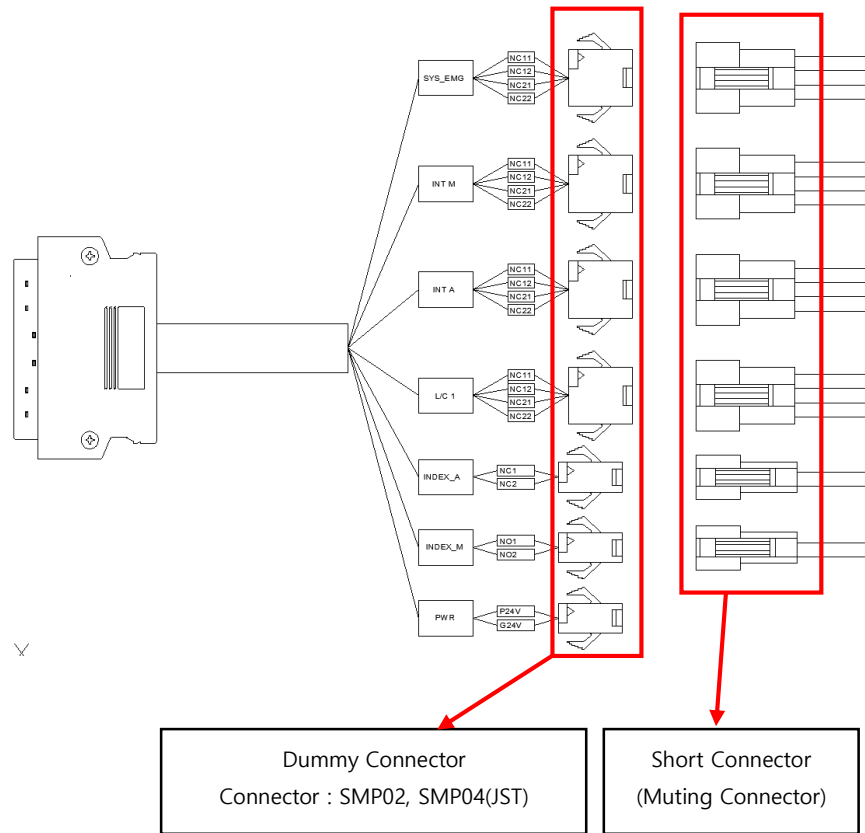 SYS_EMG
NC11
NC12
NC21
NC22
INT M
NC11
NC12
NC21
NC22
INT A
NC11
NC12
NC21
NC22
L/C 1
NC11
NC12
NC21
NC22
INDEX_A
NC1
NC2
INDEX_M
NO1
NO2
PWR
P24V
G24V
Dummy Connector
Connector : SMP02, SMP04(JST)
Short Connector
(Muting Connector)